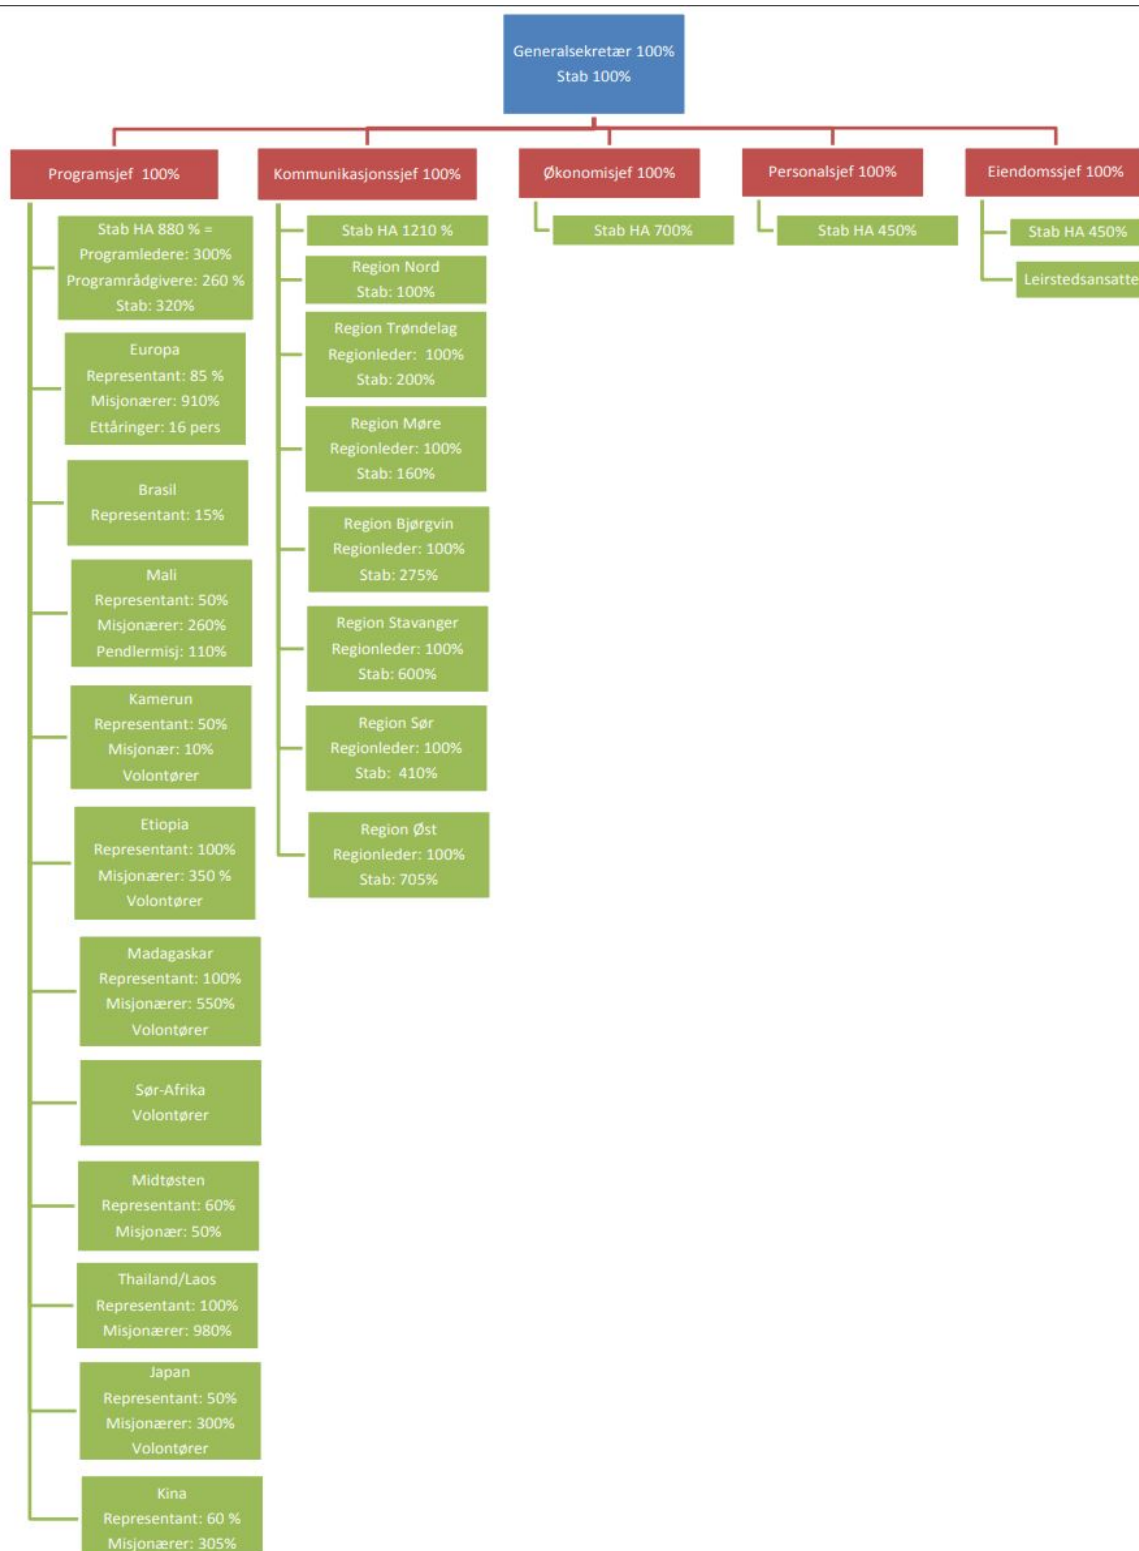 Generalsekretær 100%
Stab 100%
Programsjef 100%
Kommunikasjonssjef 100%
Økonomisjef 100%
Personalsjef 100%
Eiendomssjef 100%
Stab HA 880 % =
Programledere: 300%
Programrådgivere: 260 %
Stab: 320%
Europa
Representant: 85 %
Misjonærer: 910%
Ettåringer: 16 pers
Brasil
Representant: 15%
Mali
Representant: 50%
Misjonærer: 260%
Pendlermisj: 110%
Kamerun
Representant: 50%
Misjonær: 10%
Volontører
Etiopia
Representant: 100%
Misjonærer: 350 %
Volontører
Madagaskar
Representant: 100%
Misjonærer: 550%
Volontører
Sør-Afrika
Volontører
Midtøsten
Representant: 60%
Misjonær: 50%
Thailand/Laos
Representant: 100%
Misjonærer: 980%
Japan
Representant: 50%
Misjonærer: 300%
Volontører
Kina
Representant: 60 %
Misjonærer: 305%
Stab HA 1210 %
Region Nord
Stab: 100%
Region Trøndelag
Regionleder: 100%
Stab: 200%
Region Møre
Regionleder: 100%
Stab: 160%
Region Bjørgvin
Regionleder: 100%
Stab: 275%
Region Stavanger
Regionleder: 100%
Stab: 600%
Region Sør
Regionleder: 100%
Stab: 410%
Region Øst
Regionleder: 100%
Stab: 705%
Stab HA 700%
Stab HA 450%
Stab HA 450%
Leirstedsansatte